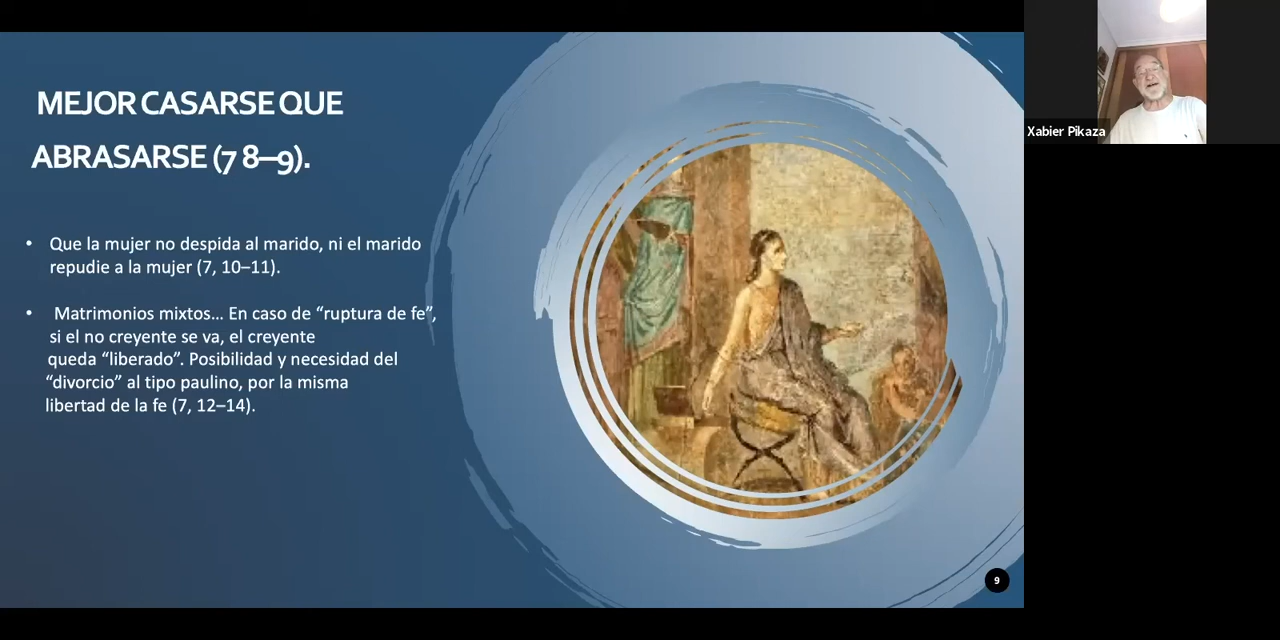 MEJOR CASARSE QUE
ABRASARSE (7 8–9).
• Que la mujer no despida al marido, ni el marido
repudie a la mujer (7, 10–11).
• Matrimonios mixtos... En caso de “ruptura de fe”,
si el no creyente se va, el creyente
queda “liberado”. Posibilidad y necesidad del
“divorcio” al tipo paulino, por la misma
libertad de la fe (7, 12–14).
9
Xabier Pikaza